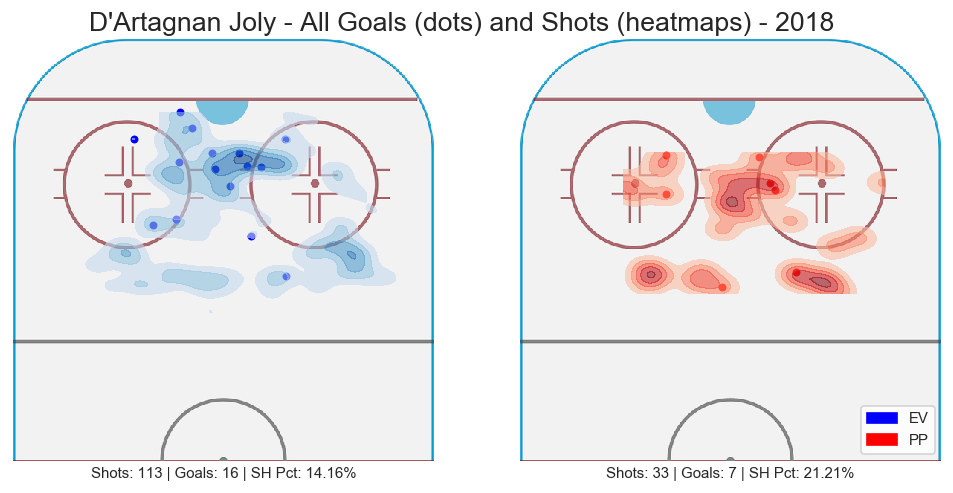 D'Artagnan Joly - All Goals (dots) and Shots (heatmaps) - 2018
EV
PP
Shots: 113 | Goals: 16 | SH Pct: 14.16%
Shots: 33 | Goals: 7 | SH Pct: 21.21%